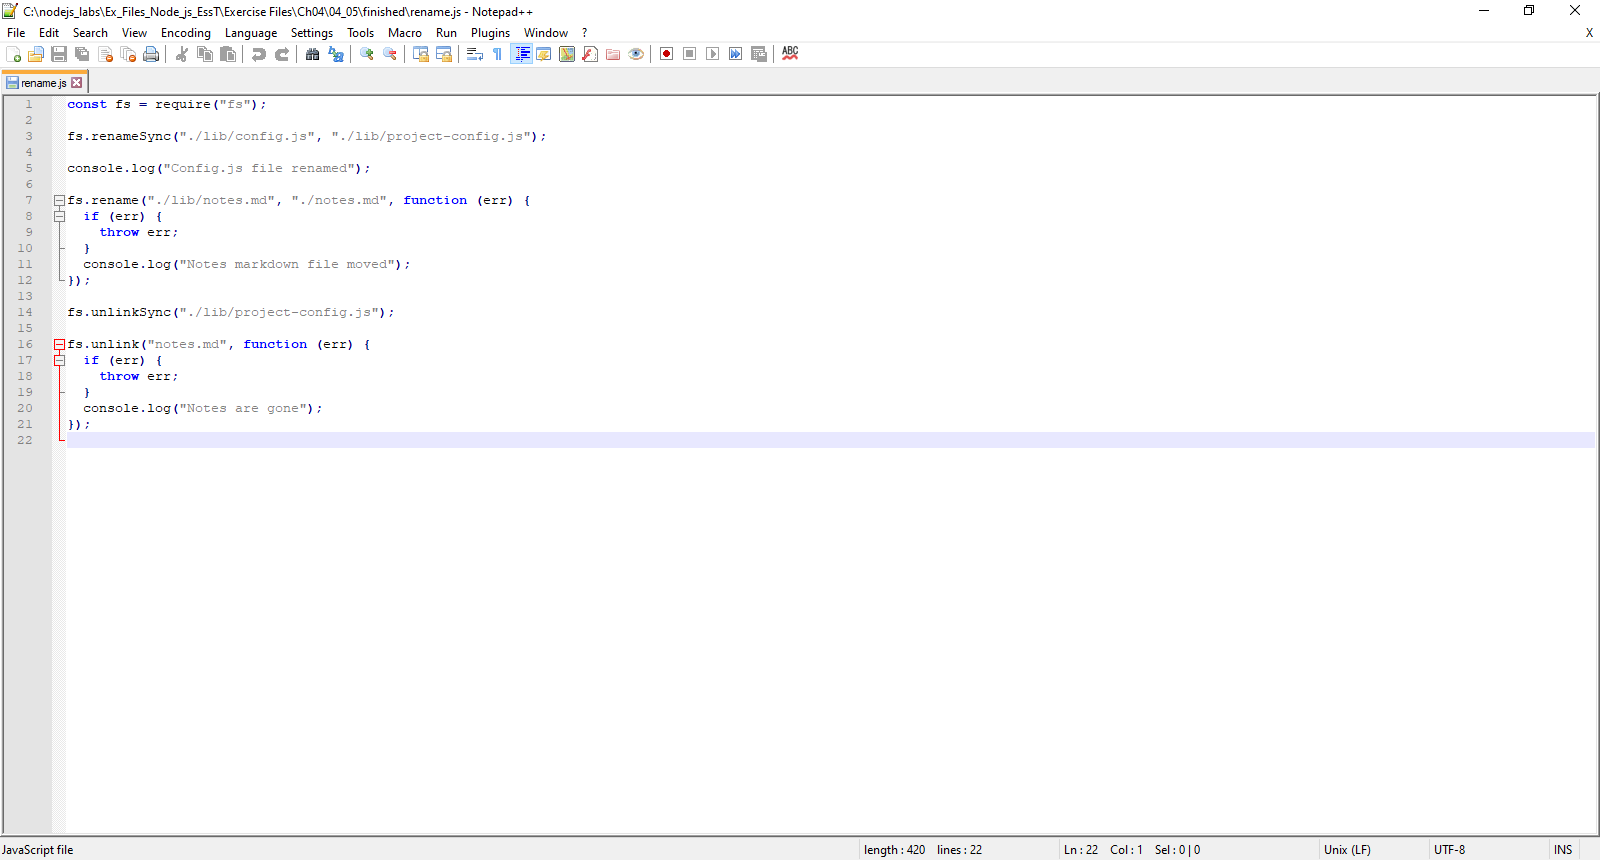 C:\nodejs_labs\Ex_Files_Node_js_EssT\Exercise Files\Ch04\04_05\finished\rename.js - Notepad++
File Edit Search View Encoding Language Settings Tools Macro Run Plugins Window ? X
ABC
rename.js
1 const fs = require("fs");
2
3 fs.renameSync("./lib/config.js", "./lib/project-config.js");
4
5 console.log("Config.js file renamed");
6
7 fs.rename("./lib/notes.md", "./notes.md", function (err) {
8   if (err) {
9     throw err;
10   }
11   console.log("Notes markdown file moved");
12 });
13
14 fs.unlinkSync("./lib/project-config.js");
15
16 fs.unlink("notes.md", function (err) {
17   if (err) {
18     throw err;
19   }
20   console.log("Notes are gone");
21 });
22
JavaScript file length : 420 lines : 22 Ln : 22 Col : 1 Sel : 0 | 0 Unix (LF) UTF-8 INS